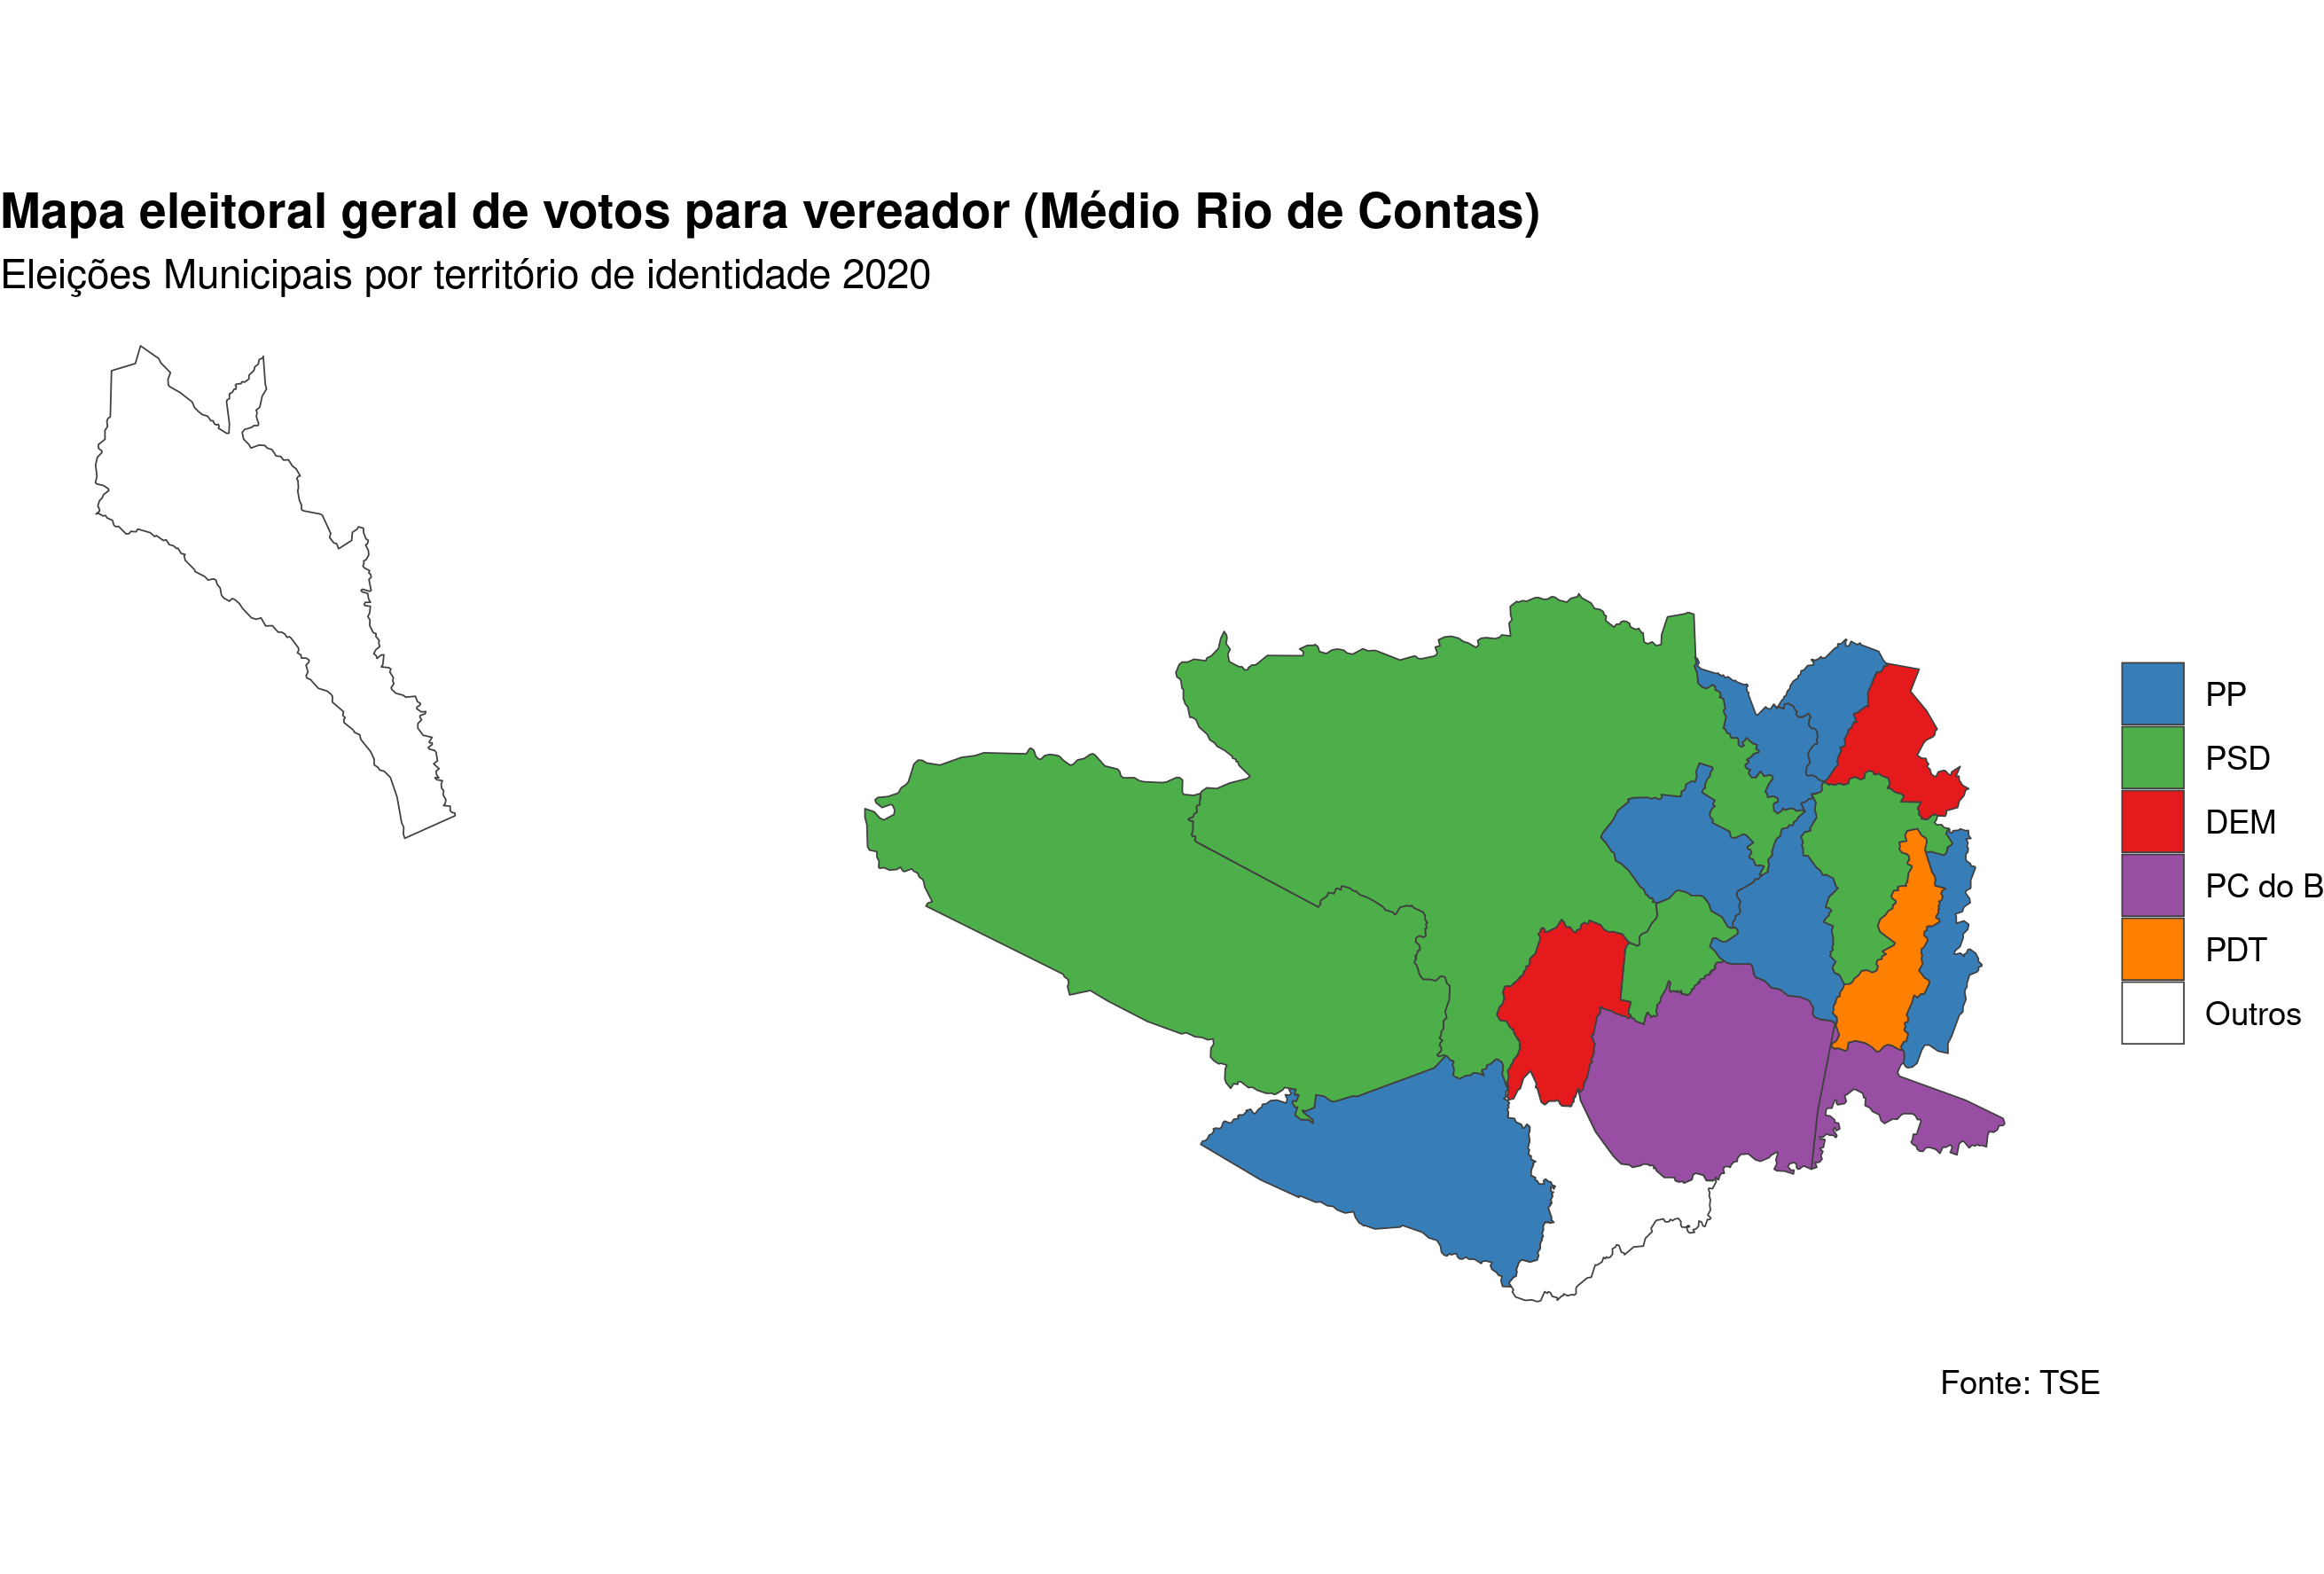 Mapa eleitoral geral de votos para vereador (Médio Rio de Contas)
Eleições Municipais por território de identidade 2020
PP
PSD
DEM
PC do B
PDT
Outros
Fonte: TSE